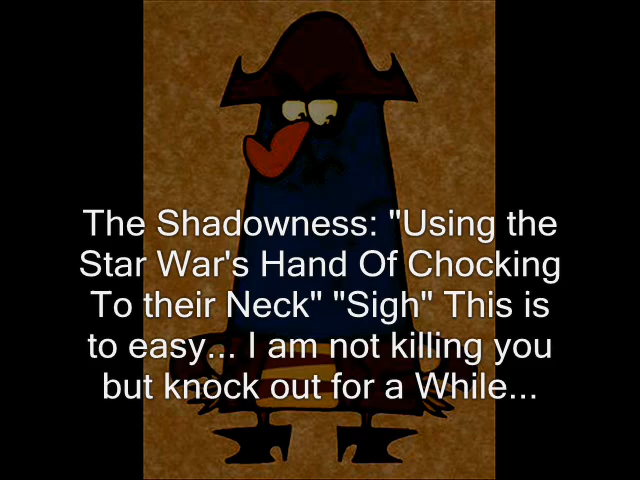 The Shadowness: "Using the
Star War's Hand Of Chocking
To their Neck" "Sigh" This is
to easy... I am not killing you
but knock out for a While...